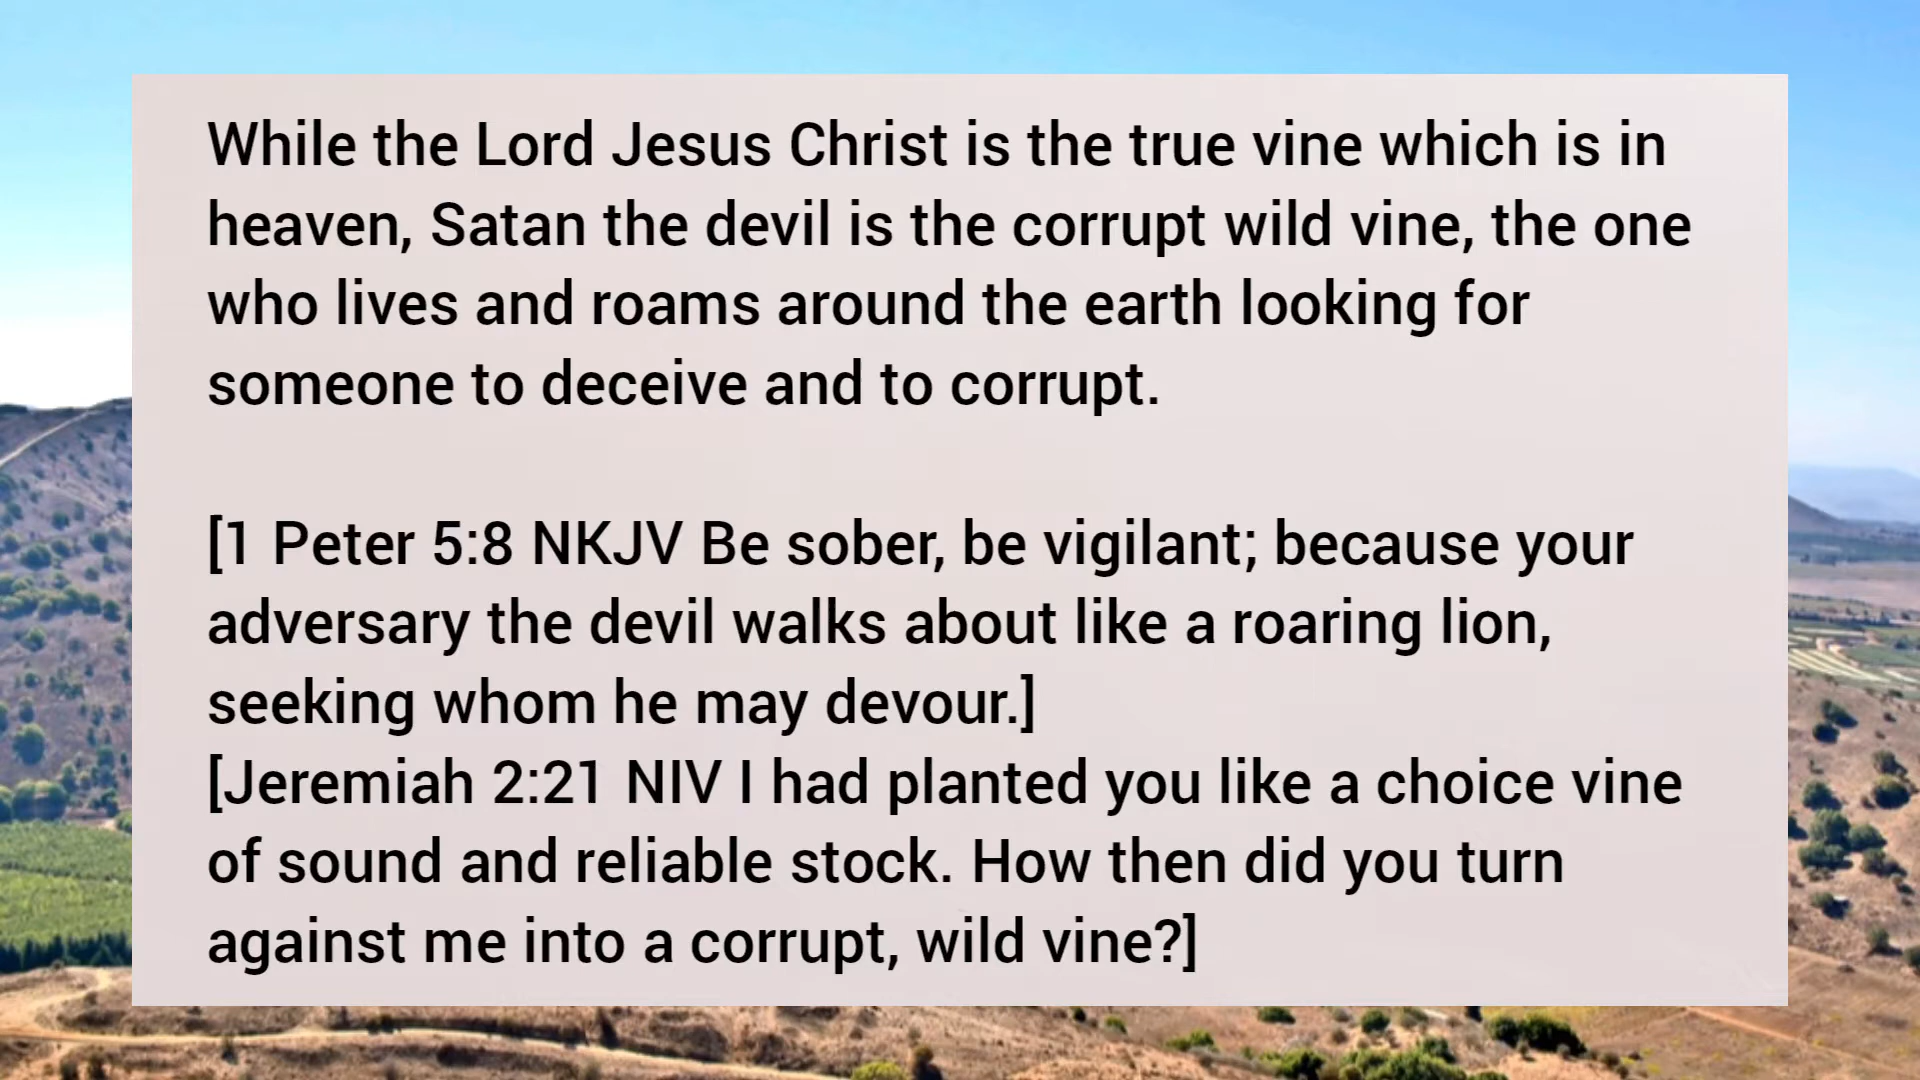 While the Lord Jesus Christ is the true vine which is in
heaven, Satan the devil is the corrupt wild vine, the one
who lives and roams around the earth looking for
someone to deceive and to corrupt.
[1 Peter 5:8 NKJV Be sober, be vigilant; because your
adversary the devil walks about like a roaring lion,
seeking whom he may devour.]
[Jeremiah 2:21 NIV I had planted you like a choice vine
of sound and reliable stock. How then did you turn
against me into a corrupt, wild vine?]